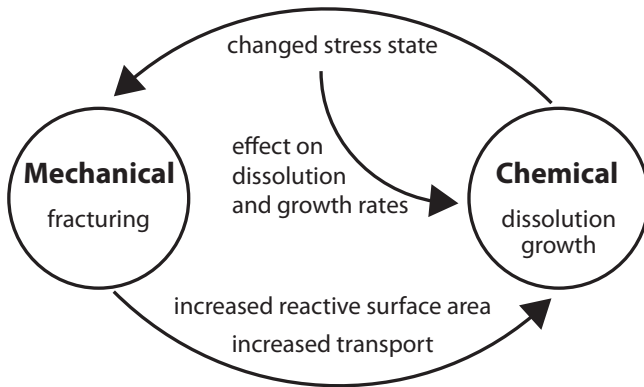 changed stress state
Mechanical
fracturing
effect on
dissolution
and growth rates
Chemical
dissolution
growth
increased reactive surface area
increased transport